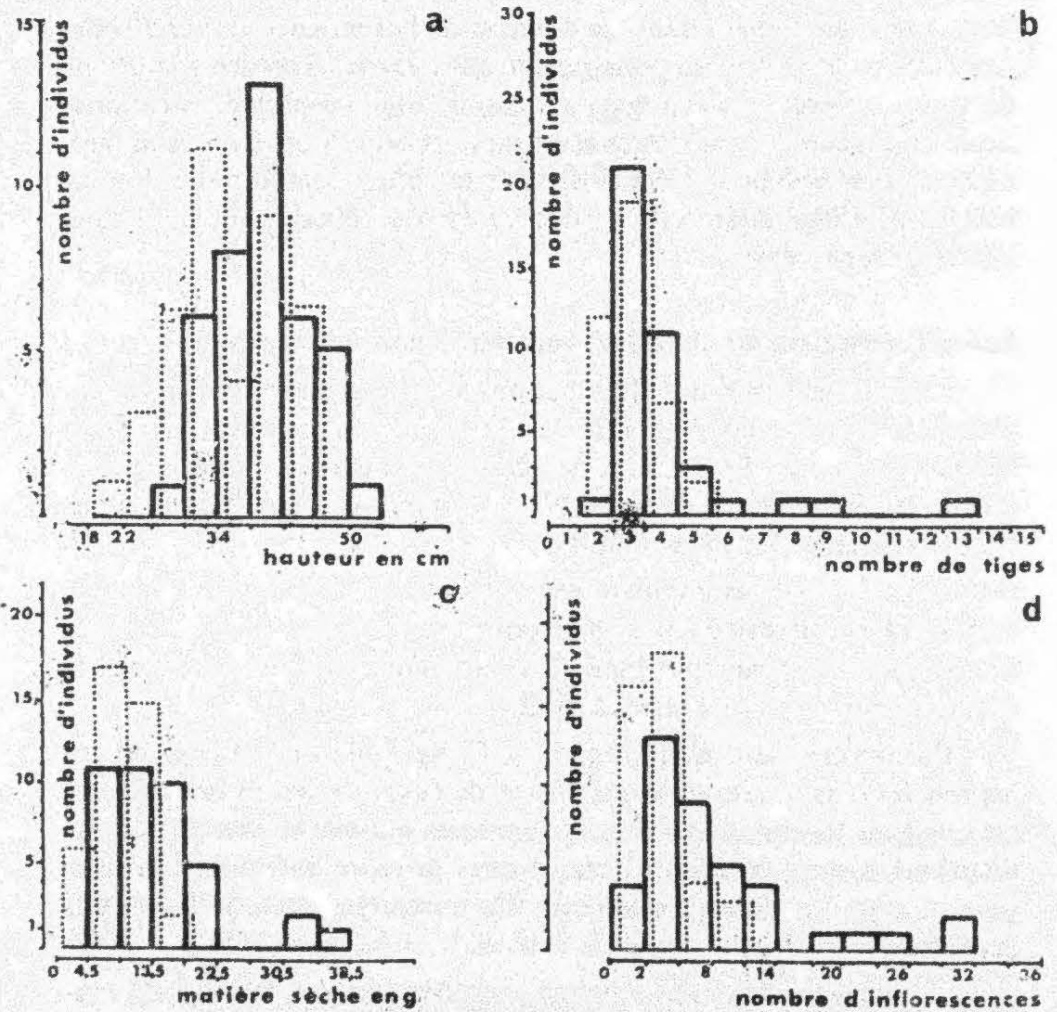 a
nombre d'individus
15
10
5
1
18 22 34 50
hauteur en cm
b
nombre d'individus
30
25
20
15
10
5
1
0 1 2 3 4 5 6 7 8 9 10 11 12 13 14 15
nombre de tiges
c
nombre d'individus
20
15
10
5
1
0 4,5 13,5 22,5 30,5 38,5
matière sèche en g
d
nombre d'individus
0 2 8 14 20 26 32 36
nombre d inflorescences